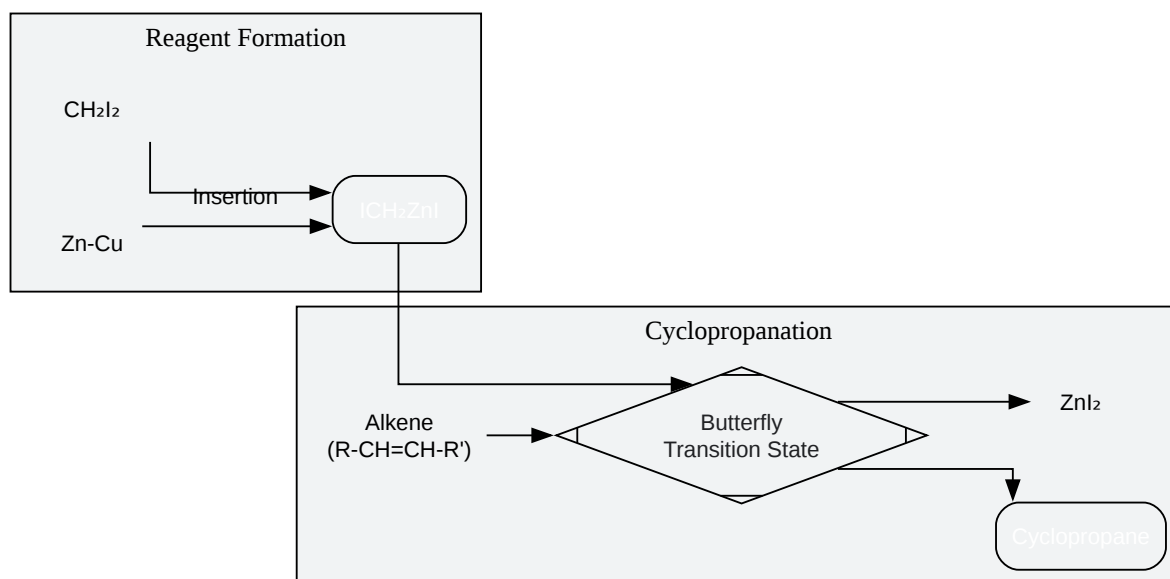 Reagent Formation
CH₂I₂
Insertion
ICH₂ZnI
Zn-Cu
Cyclopropanation
Alkene
(R-CH=CH-R')
Butterfly
Transition State
ZnI₂
Cyclopropane